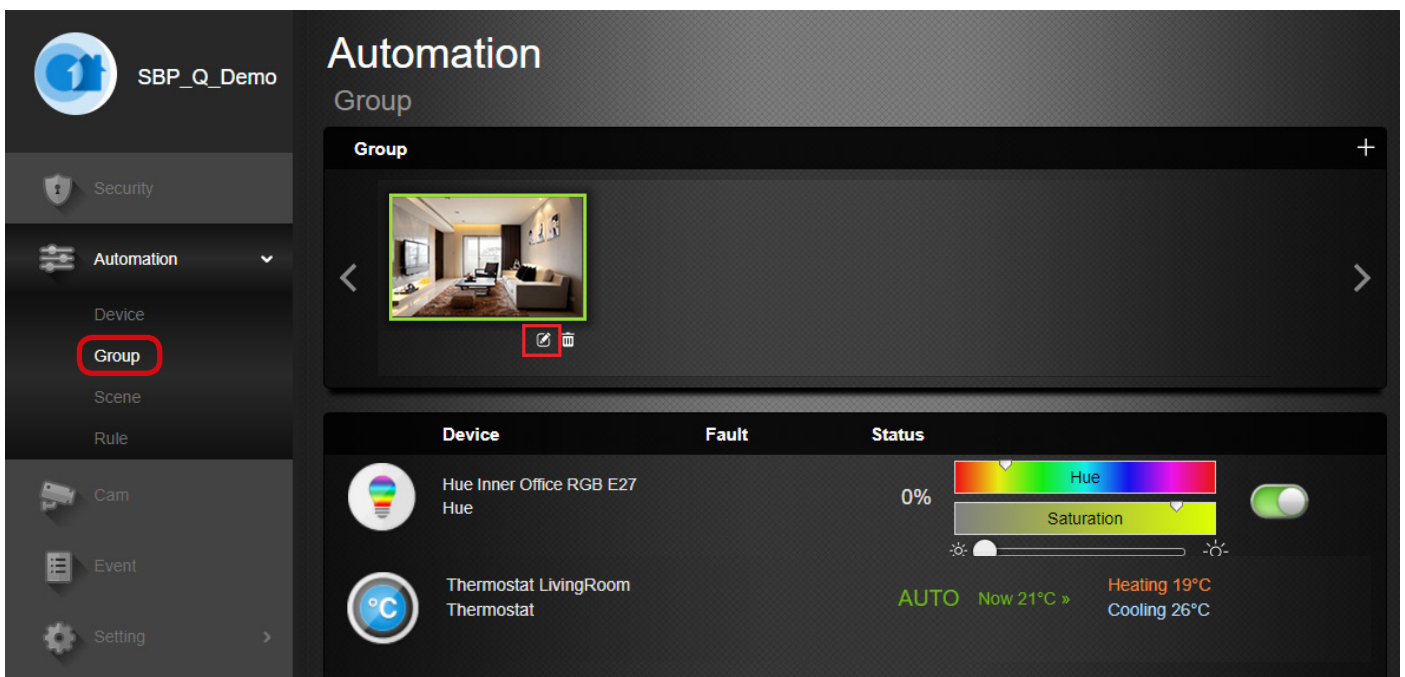 SBP_Q_Demo
Security
Automation
Device
Group
Scene
Rule
Cam
Event
Setting
Automation
Group
Group
Device Fault Status
Hue Inner Office RGB E27
Hue
0%
Hue
Saturation
Thermostat LivingRoom
Thermostat
°C
AUTO Now 21°C »
Heating 19°C
Cooling 26°C